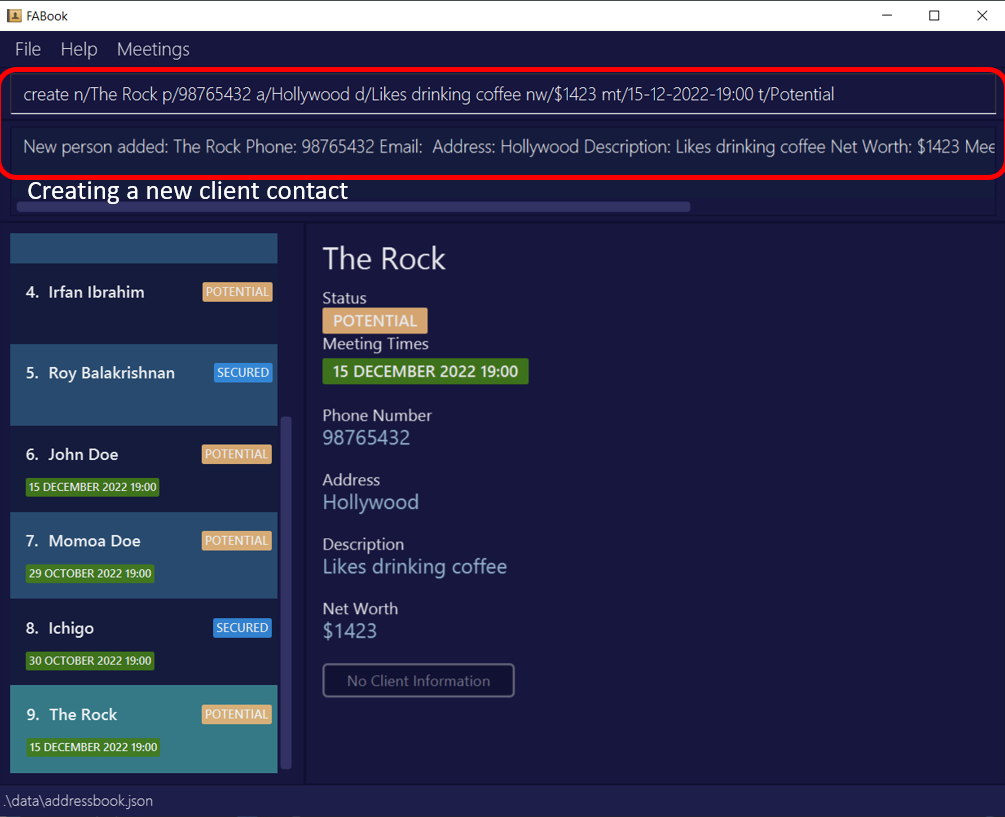 FABook
File Help Meetings
create n/The Rock p/98765432 a/Hollywood d/Likes drinking coffee nw/$1423 mt/15-12-2022-19:00 t/Potential
New person added: The Rock Phone: 98765432 Email: Address: Hollywood Description: Likes drinking coffee Net Worth: $1423 Mee
Creating a new client contact
4. Irfan Ibrahim POTENTIAL
5. Roy Balakrishnan SECURED
6. John Doe POTENTIAL
15 DECEMBER 2022 19:00
7. Momoa Doe POTENTIAL
29 OCTOBER 2022 19:00
8. Ichigo SECURED
30 OCTOBER 2022 19:00
9. The Rock POTENTIAL
15 DECEMBER 2022 19:00
The Rock
Status
POTENTIAL
Meeting Times
15 DECEMBER 2022 19:00
Phone Number
98765432
Address
Hollywood
Description
Likes drinking coffee
Net Worth
$1423
No Client Information
.\data\addressbook.json